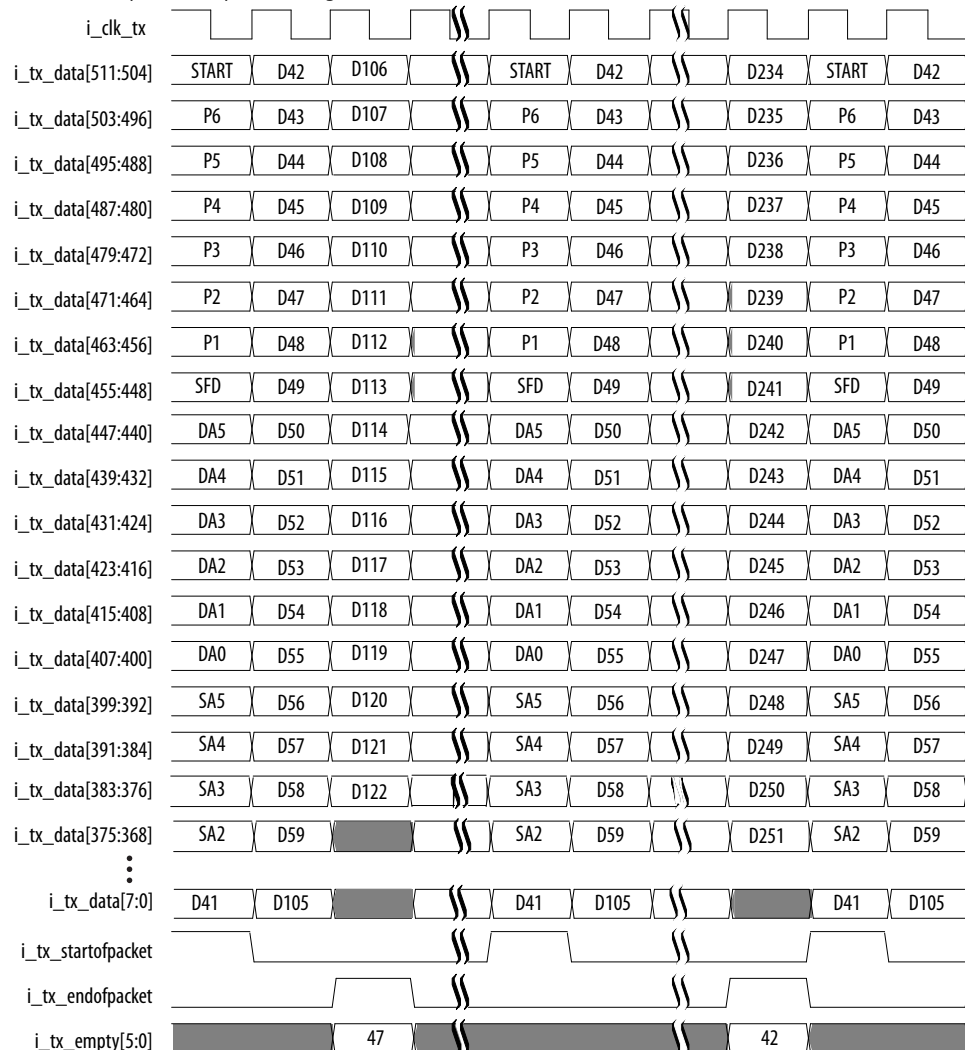 i_clk_tx
i_tx_data[511:504] START D42 D106 START D42 D234 START D42
i_tx_data[503:496] P6 D43 D107 P6 D43 D235 P6 D43
i_tx_data[495:488] P5 D44 D108 P5 D44 D236 P5 D44
i_tx_data[487:480] P4 D45 D109 P4 D45 D237 P4 D45
i_tx_data[479:472] P3 D46 D110 P3 D46 D238 P3 D46
i_tx_data[471:464] P2 D47 D111 P2 D47 D239 P2 D47
i_tx_data[463:456] P1 D48 D112 P1 D48 D240 P1 D48
i_tx_data[455:448] SFD D49 D113 SFD D49 D241 SFD D49
i_tx_data[447:440] DA5 D50 D114 DA5 D50 D242 DA5 D50
i_tx_data[439:432] DA4 D51 D115 DA4 D51 D243 DA4 D51
i_tx_data[431:424] DA3 D52 D116 DA3 D52 D244 DA3 D52
i_tx_data[423:416] DA2 D53 D117 DA2 D53 D245 DA2 D53
i_tx_data[415:408] DA1 D54 D118 DA1 D54 D246 DA1 D54
i_tx_data[407:400] DA0 D55 D119 DA0 D55 D247 DA0 D55
i_tx_data[399:392] SA5 D56 D120 SA5 D56 D248 SA5 D56
i_tx_data[391:384] SA4 D57 D121 SA4 D57 D249 SA4 D57
i_tx_data[383:376] SA3 D58 D122 SA3 D58 D250 SA3 D58
i_tx_data[375:368] SA2 D59 SA2 D59 D251 SA2 D59
i_tx_data[7:0] D41 D105 D41 D105 D41 D105
i_tx_startofpacket
i_tx_endofpacket
i_tx_empty[5:0] 47 42